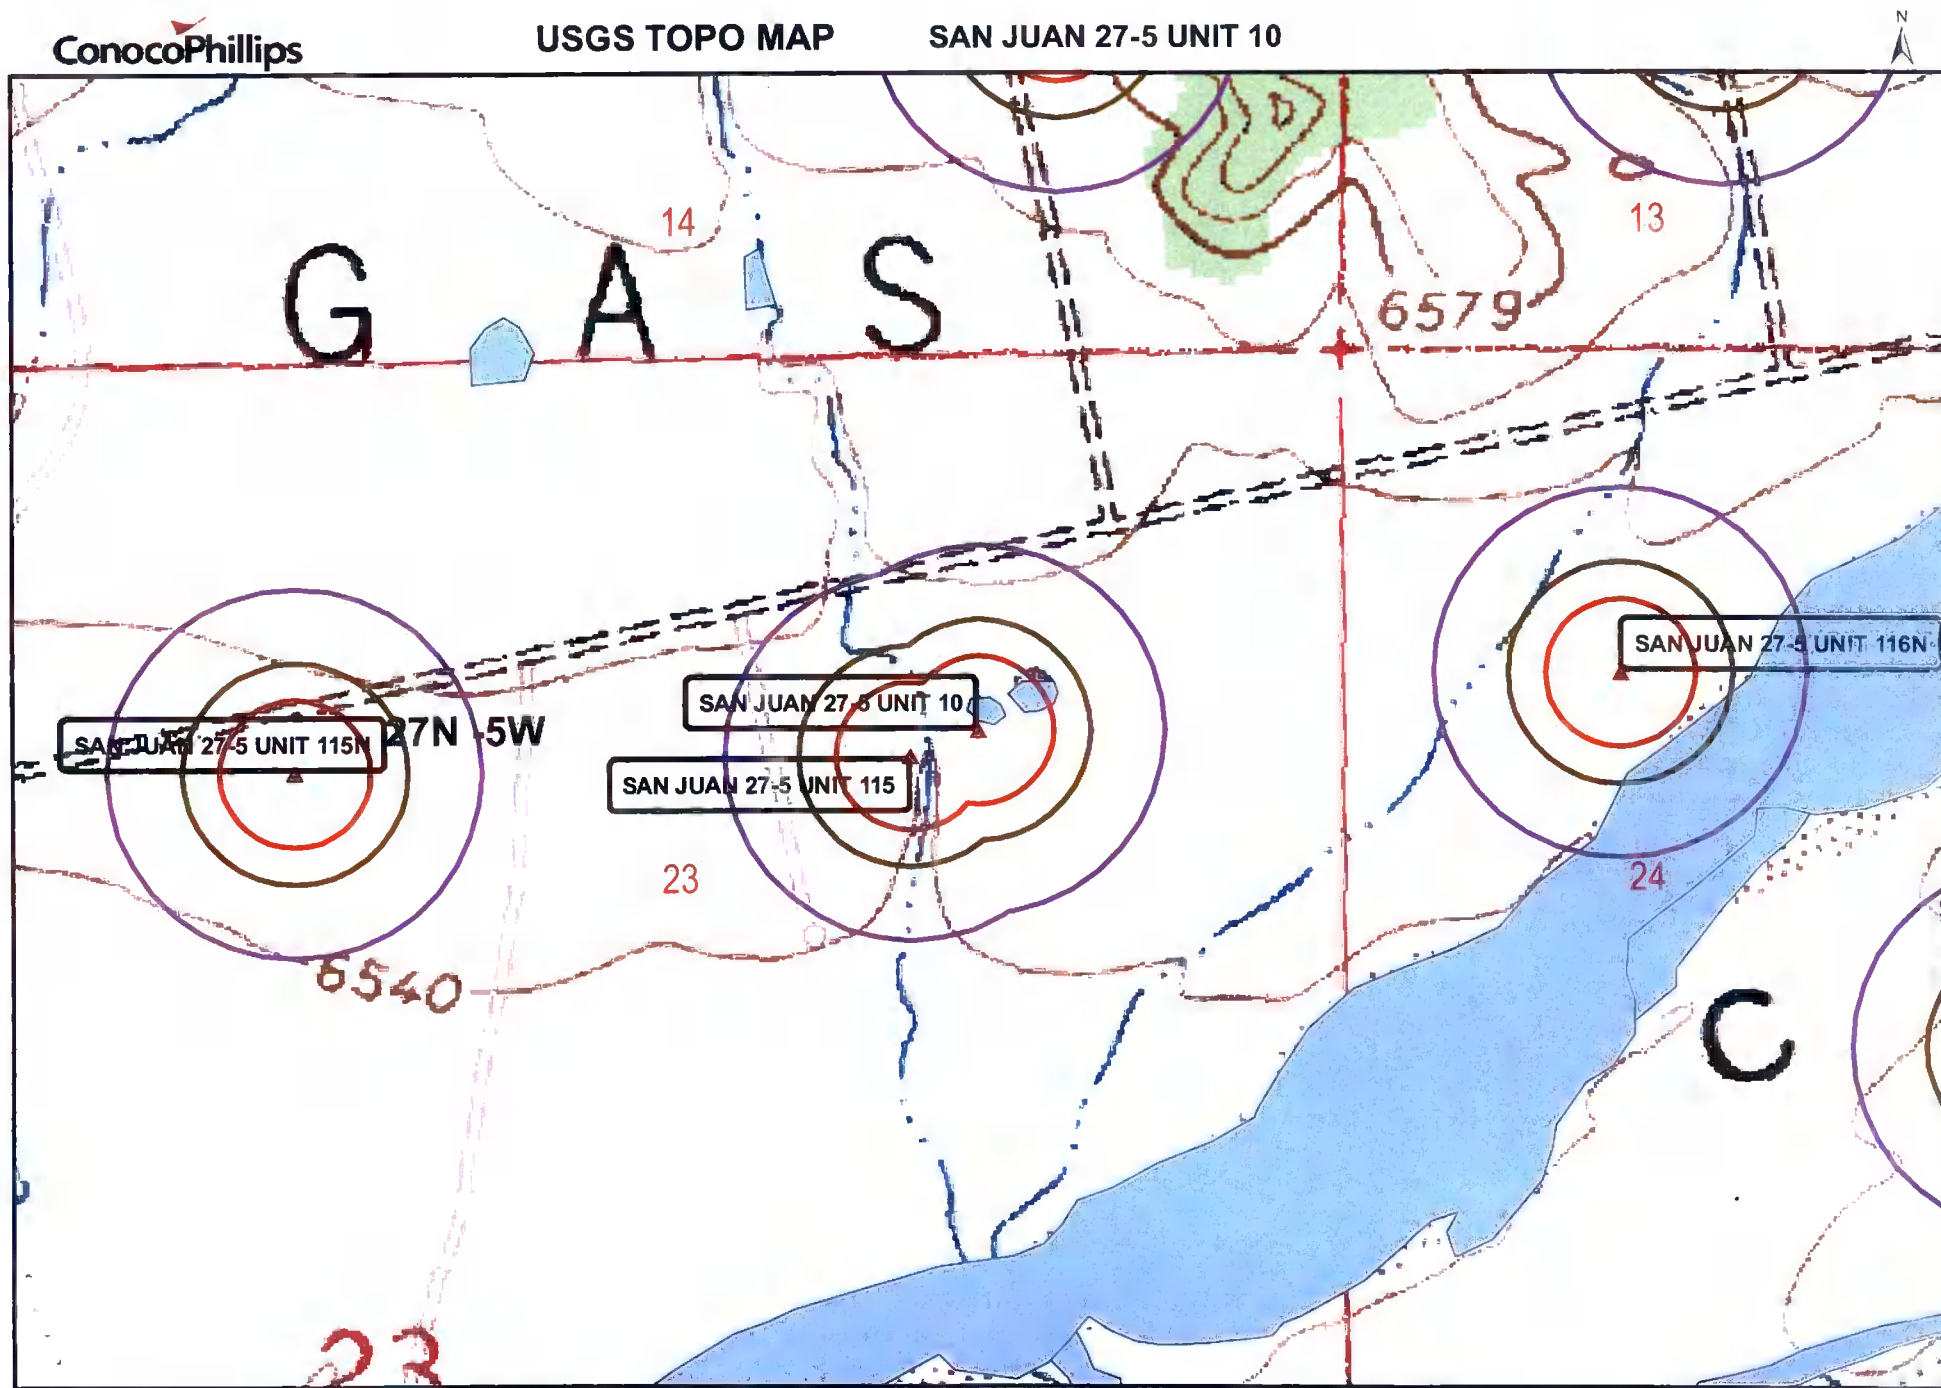 ConocoPhillips
USGS TOPO MAP
SAN JUAN 27-5 UNIT 10
N
14
13
G A S
6579
SAN JUAN 27-5 UNIT 116N
SAN JUAN 27-5 UNIT 10
SAN JUAN 27-5 UNIT 115N
27N 5W
SAN JUAN 27-5 UNIT 115
23
24
6540
C
23